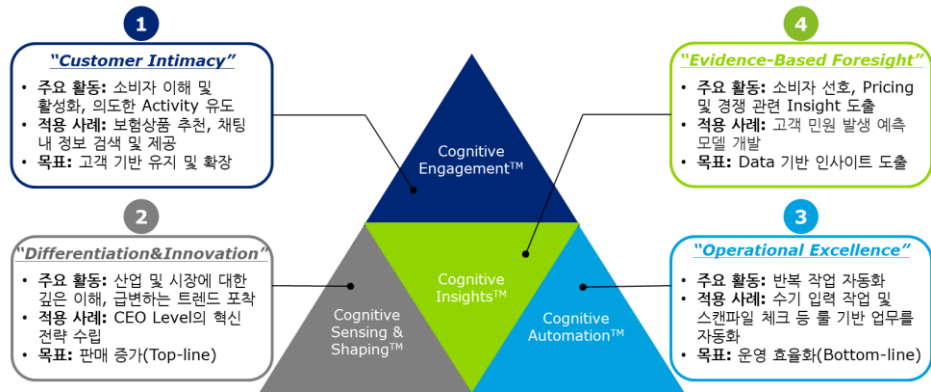 1
"Customer Intimacy"
• 주요 활동: 소비자 이해 및
활성화, 의도한 Activity 유도
• 적용 사례: 보험상품 추천, 채팅
내 정보 검색 및 제공
• 목표: 고객 기반 유지 및 확장
2
"Differentiation&Innovation"
• 주요 활동: 산업 및 시장에 대한
깊은 이해, 급변하는 트렌드 포착
• 적용 사례: CEO Level의 혁신
전략 수립
• 목표: 판매 증가(Top-line)
Cognitive
Engagement™
Cognitive
Insights™
Cognitive
Sensing &
Shaping™
Cognitive
Automation™
4
"Evidence-Based Foresight"
• 주요 활동: 소비자 선호, Pricing
및 경쟁 관련 Insight 도출
• 적용 사례: 고객 민원 발생 예측
모델 개발
• 목표: Data 기반 인사이트 도출
3
"Operational Excellence"
• 주요 활동: 반복 작업 자동화
• 적용 사례: 수기 입력 작업 및
스캔파일 체크 등 룰 기반 업무를
자동화
• 목표: 운영 효율화(Bottom-line)